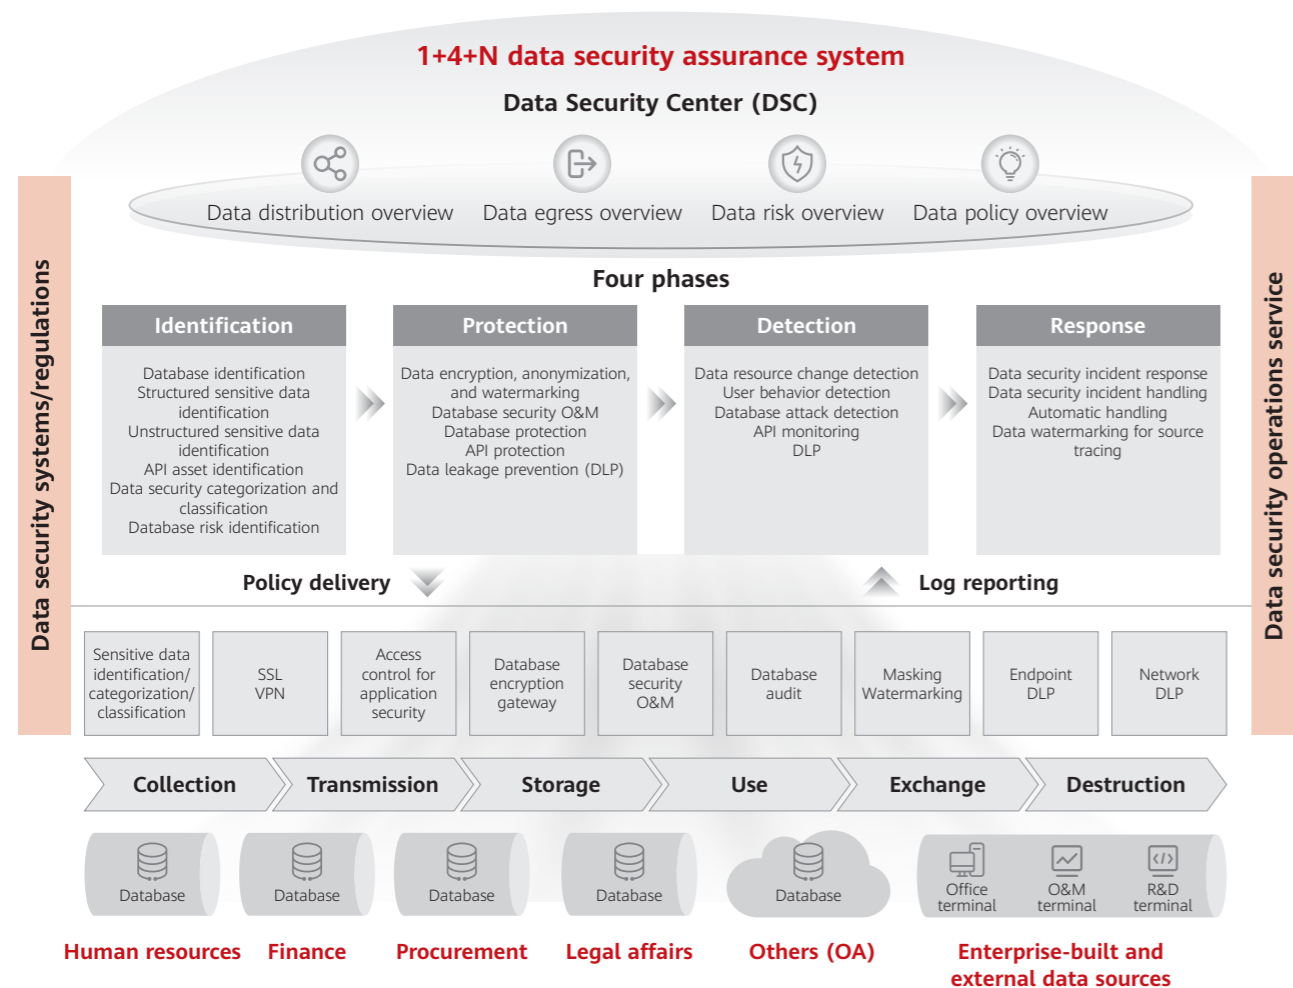 1+4+N data security assurance system
Data Security Center (DSC)
Data distribution overview
Data egress overview
Data risk overview
Data policy overview
Data security systems/regulations
Data security operations service
Four phases
Identification
Database identification
Structured sensitive data
identification
Unstructured sensitive data
identification
API asset identification
Data security categorization and
classification
Database risk identification
Protection
Data encryption, anonymization,
and watermarking
Database security O&M
Database protection
API protection
Data leakage prevention (DLP)
Detection
Data resource change detection
User behavior detection
Database attack detection
API monitoring
DLP
Response
Data security incident response
Data security incident handling
Automatic handling
Data watermarking for source
tracing
Policy delivery
Log reporting
Sensitive data
identification/
categorization/
classification
SSL
VPN
Access
control for
application
security
Database
encryption
gateway
Database
security
O&M
Database
audit
Masking
Watermarking
Endpoint
DLP
Network
DLP
Collection
Transmission
Storage
Use
Exchange
Destruction
Database
Database
Database
Database
Database
Office
terminal
O&M
terminal
R&D
terminal
Human resources
Finance
Procurement
Legal affairs
Others (OA)
Enterprise-built and
external data sources